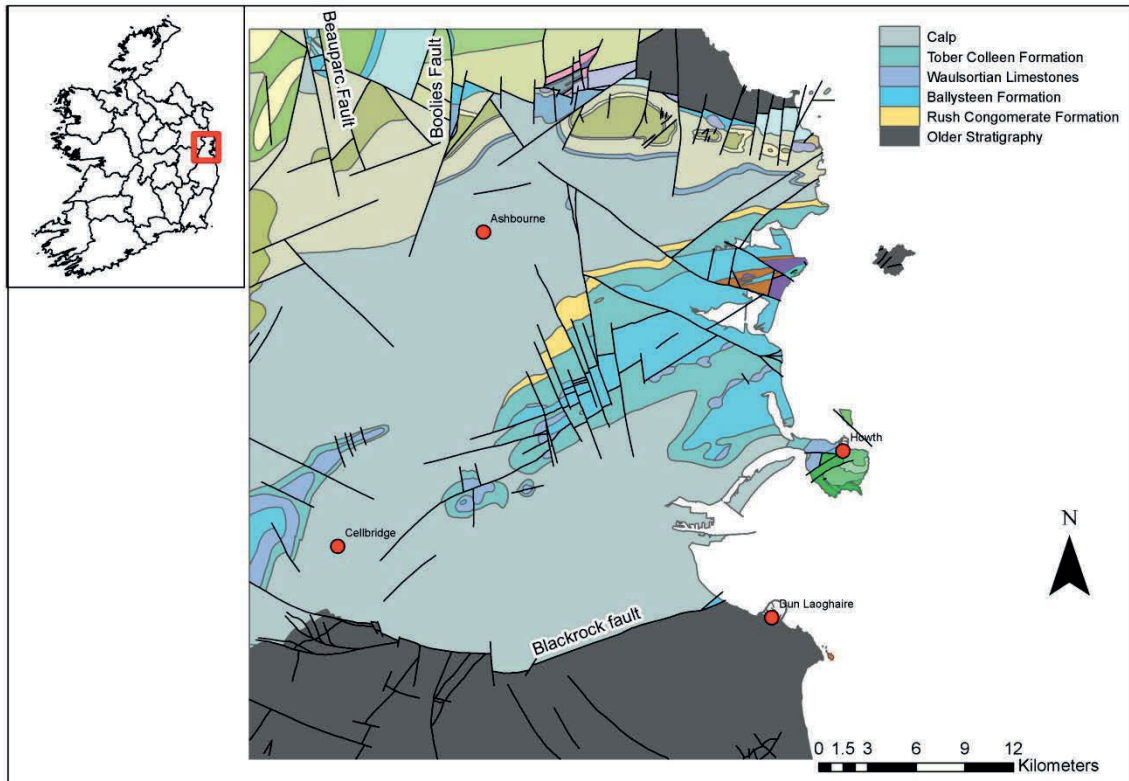 Beauparc Fault
Boolies Fault
Calp
Tober Colleen Formation
Waulsortian Limestones
Ballysteen Formation
Rush Congomerate Formation
Older Stratigraphy
Ashbourne
Howth
Cellbridge
N
Dun Laoghaire
Blackrock fault
0 1.5 3 6 9 12
Kilometers